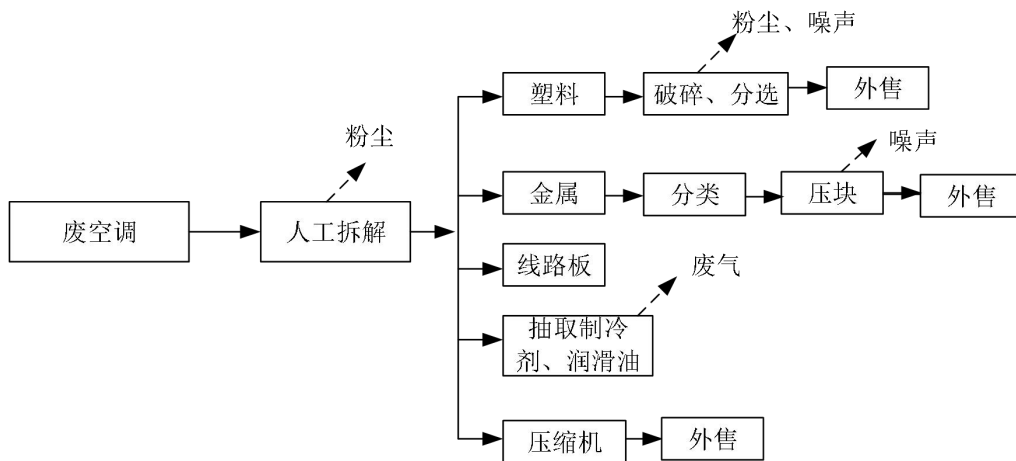 粉尘、噪声
塑料
破碎、分选
外售
粉尘
噪声
废空调
人工拆解
金属
分类
压块
外售
线路板
废气
抽取制冷
剂、润滑油
压缩机
外售